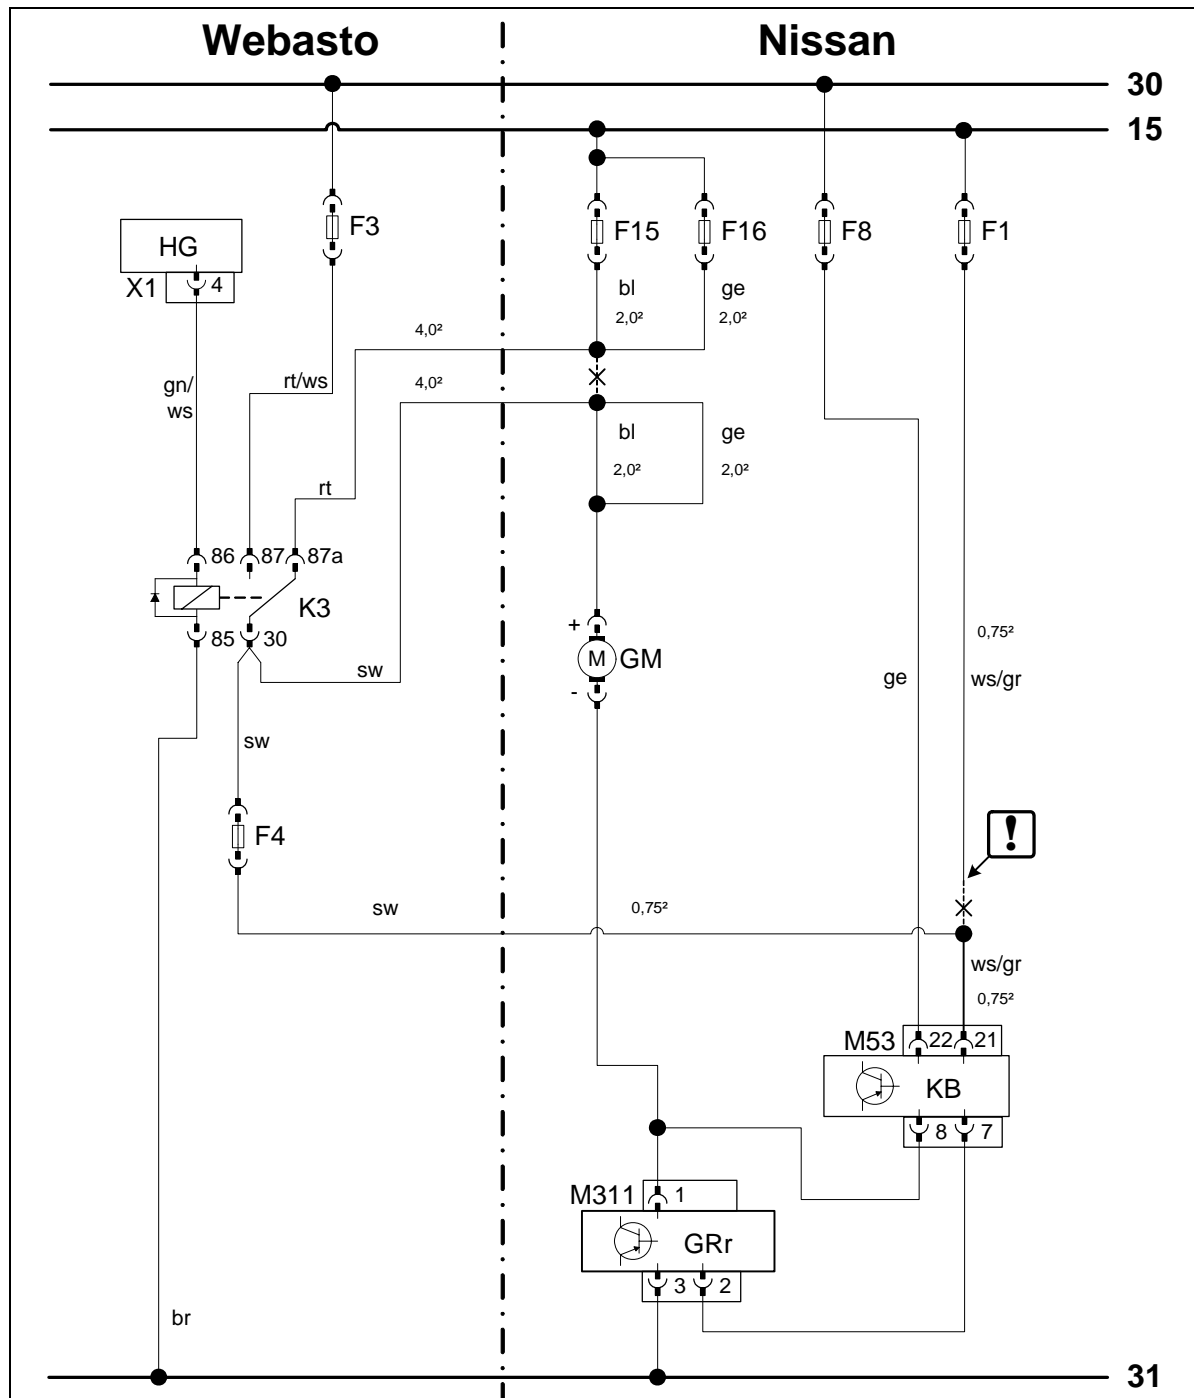 Webasto Nissan
30
15
F3 F15 F16 F8 F1
HG
X1 4
bl ge
2,0² 2,0²
4,0²
gn/
ws
rt/ws
4,0²
bl ge
2,0² 2,0²
rt
86 87 87a
K3
85 30
+
M GM
-
0,75²
sw
ge ws/gr
sw
F4
!
sw 0,75²
ws/gr
0,75²
M53 22 21
KB
8 7
M311 1
GRr
3 2
br
31